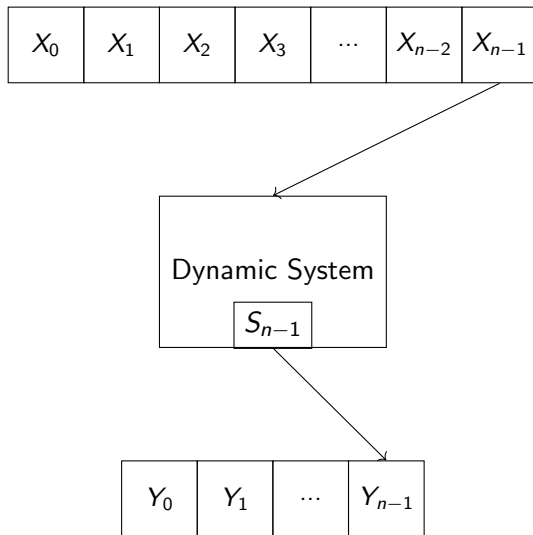 X₀ X₁ X₂ X₃ ... Xₙ₋₂ Xₙ₋₁
Dynamic System
Sₙ₋₁
Y₀ Y₁ ... Yₙ₋₁